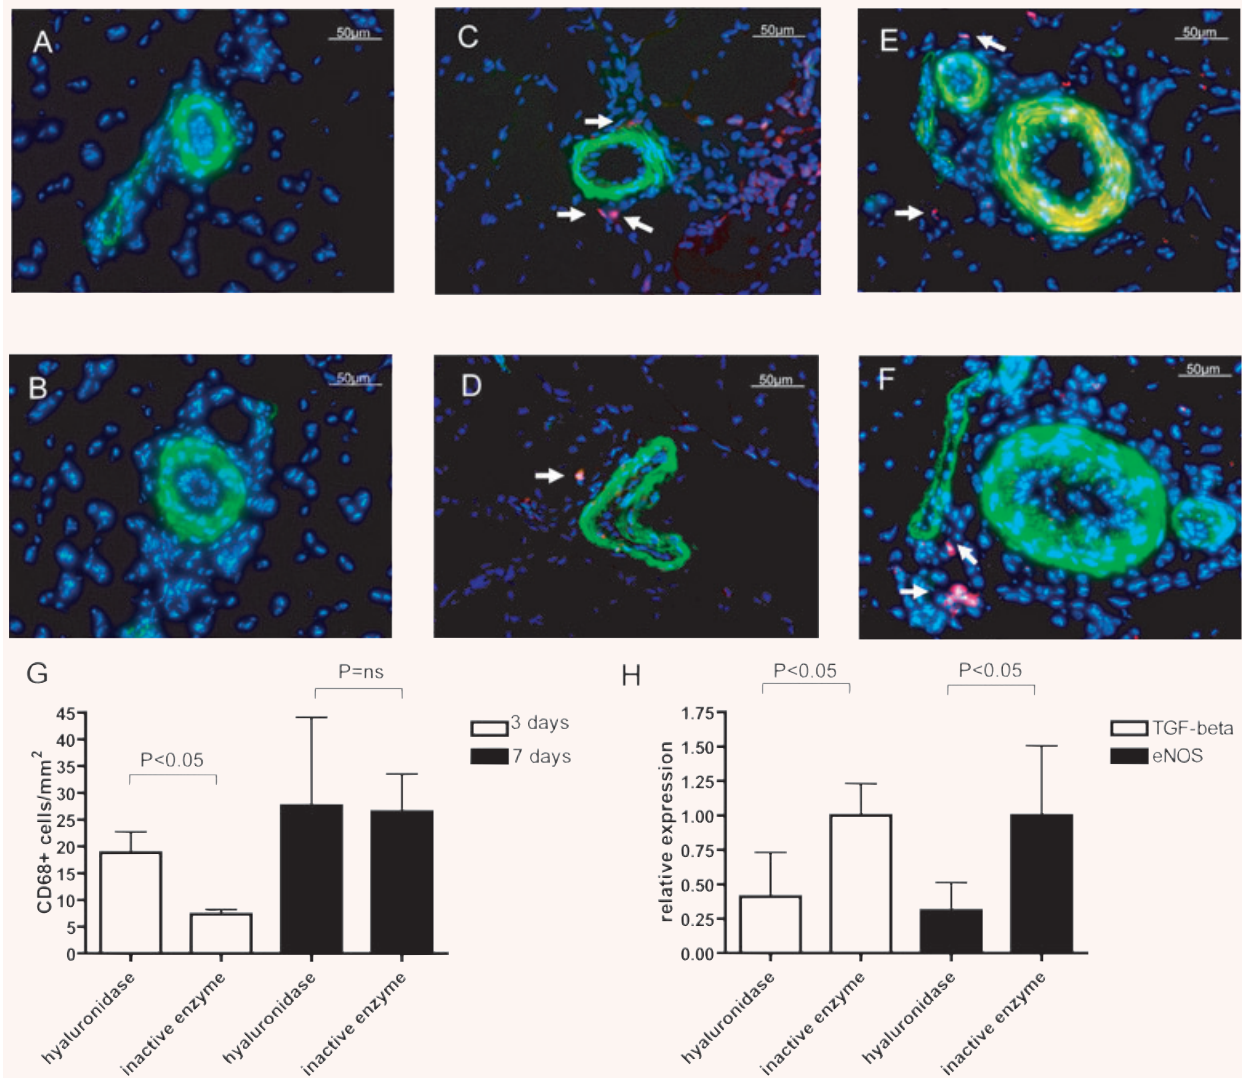 A
50µm
C
50µm
E
50µm
B
50µm
D
50µm
F
50µm
G
P=ns
P<0.05
CD68+ cells/mm²
45
40
35
30
25
20
15
10
5
0
hyaluronidase
inactive enzyme
hyaluronidase
inactive enzyme
3 days
7 days
H
P<0.05
P<0.05
relative expression
1.75
1.50
1.25
1.00
0.75
0.50
0.25
0.00
hyaluronidase
inactive enzyme
hyaluronidase
inactive enzyme
TGF-beta
eNOS